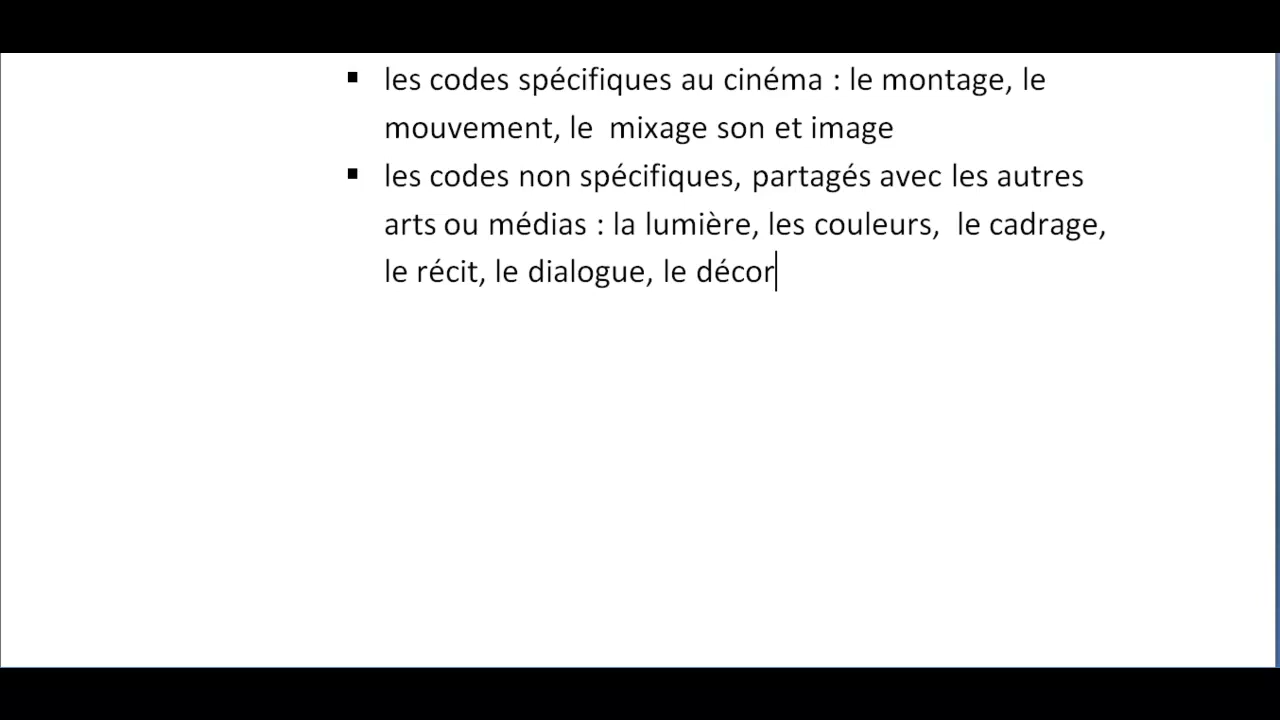 ▪ les codes spécifiques au cinéma : le montage, le
mouvement, le  mixage son et image
▪ les codes non spécifiques, partagés avec les autres
arts ou médias : la lumière, les couleurs,  le cadrage,
le récit, le dialogue, le décor